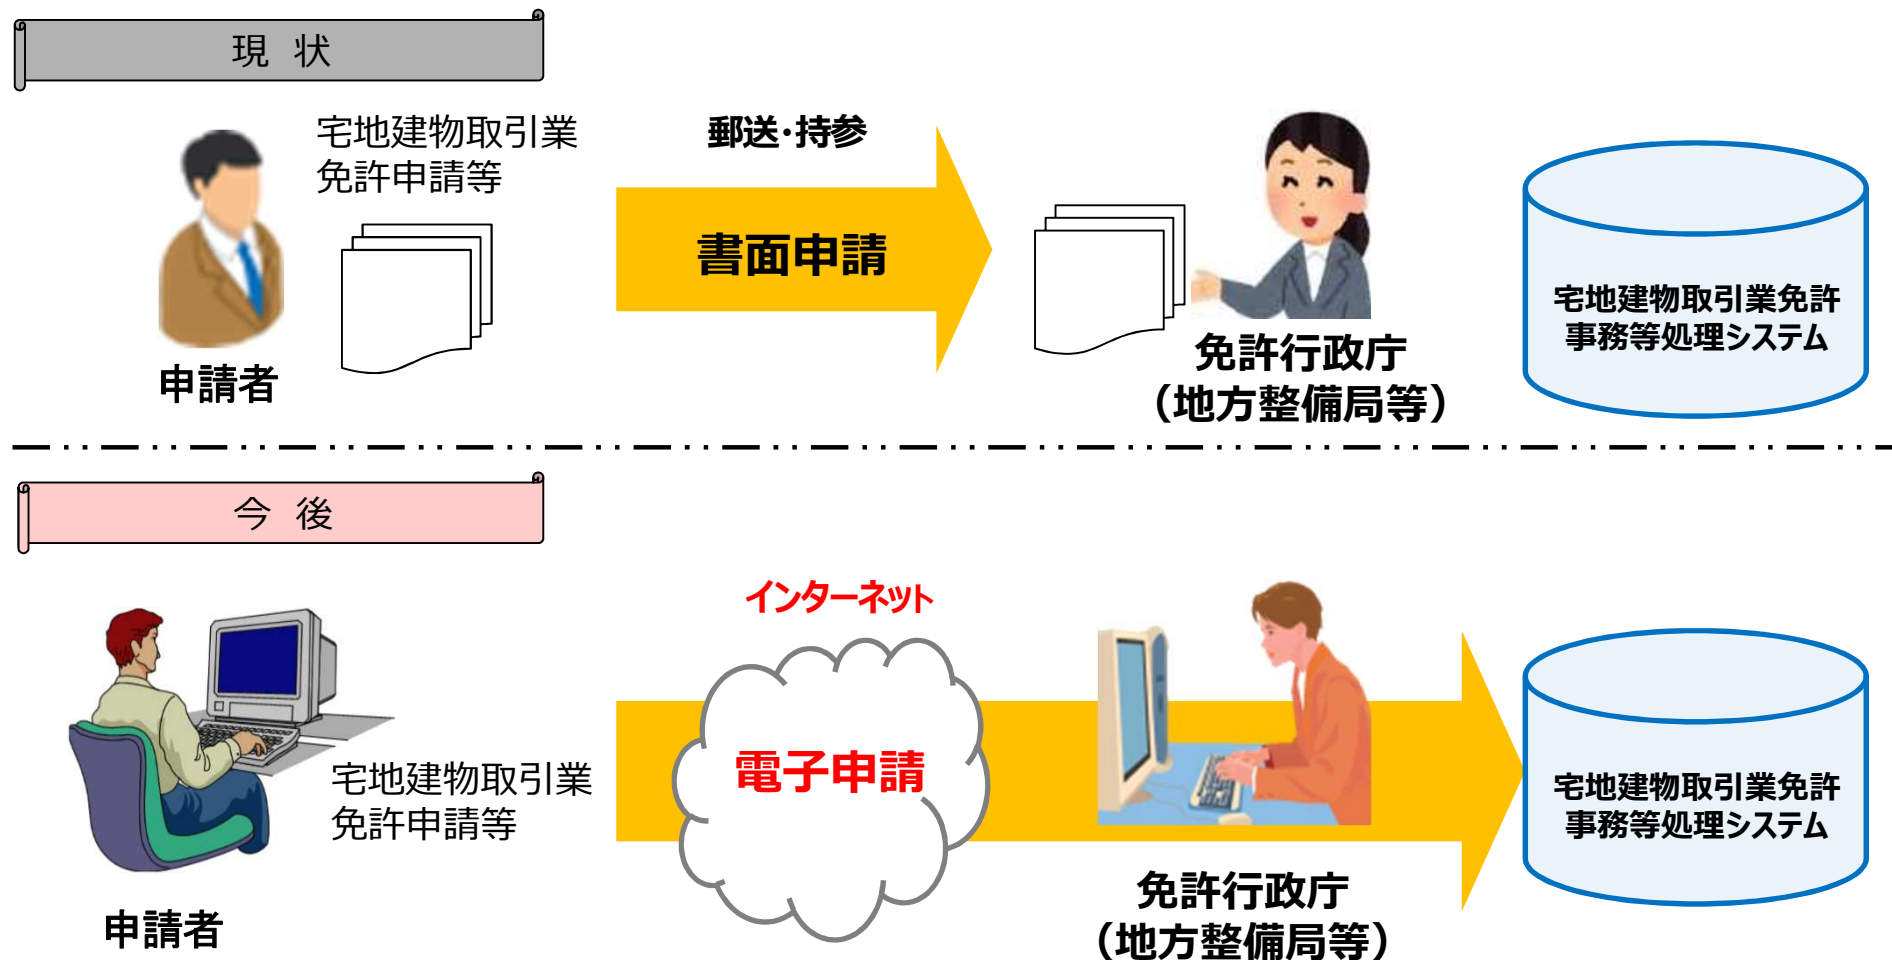 現 状
宅地建物取引業
免許申請等
申請者
郵送・持参
書面申請
免許行政庁
（地方整備局等）
宅地建物取引業免許
事務等処理システム
今 後
宅地建物取引業
免許申請等
申請者
インターネット
電子申請
免許行政庁
（地方整備局等）
宅地建物取引業免許
事務等処理システム